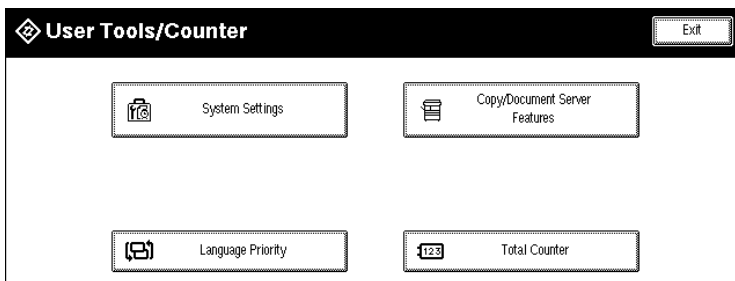 User Tools/Counter
Exit
System Settings
Copy/Document Server
Features
Language Priority
123
Total Counter